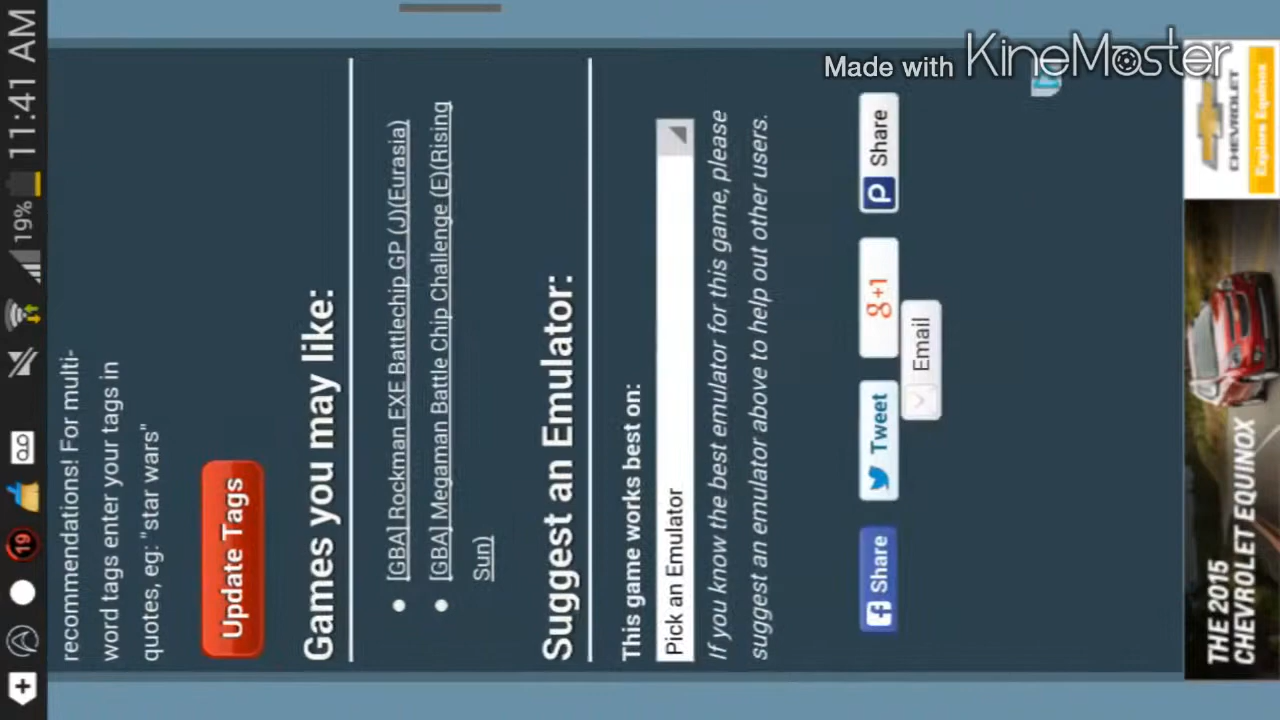 Made with KINEMASTER
19% 11:41 AM
19
recommendations! For multi-
word tags enter your tags in
quotes, eg: "star wars"
Update Tags
Games you may like:
[GBA] Rockman EXE Battlechip GP (J)(Eurasia)
[GBA] Megaman Battle Chip Challenge (E)(Rising
Sun)
Suggest an Emulator:
This game works best on:
Pick an Emulator
If you know the best emulator for this game, please
suggest an emulator above to help out other users.
Share
Tweet
g+1
Share
Email
THE 2015
CHEVROLET EQUINOX
CHEVROLET
Explore Equinox